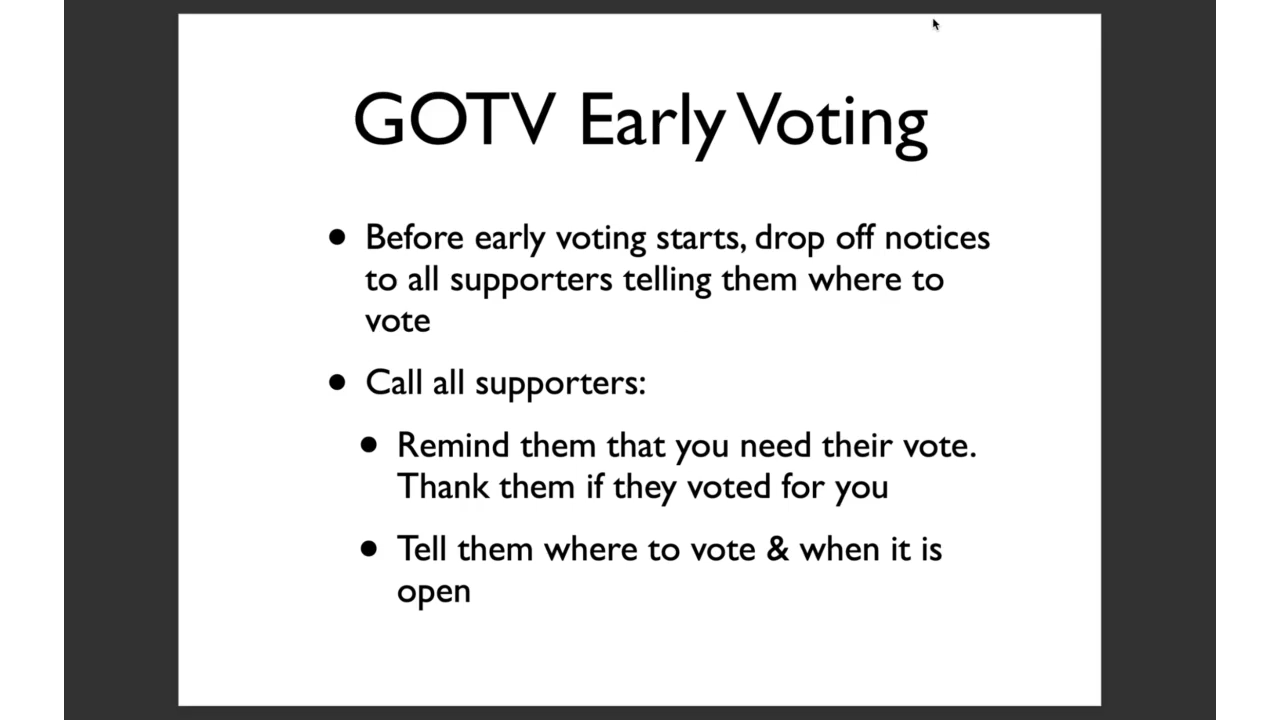 GOTV Early Voting
• Before early voting starts, drop off notices
to all supporters telling them where to
vote
• Call all supporters:
• Remind them that you need their vote.
Thank them if they voted for you
• Tell them where to vote & when it is
open